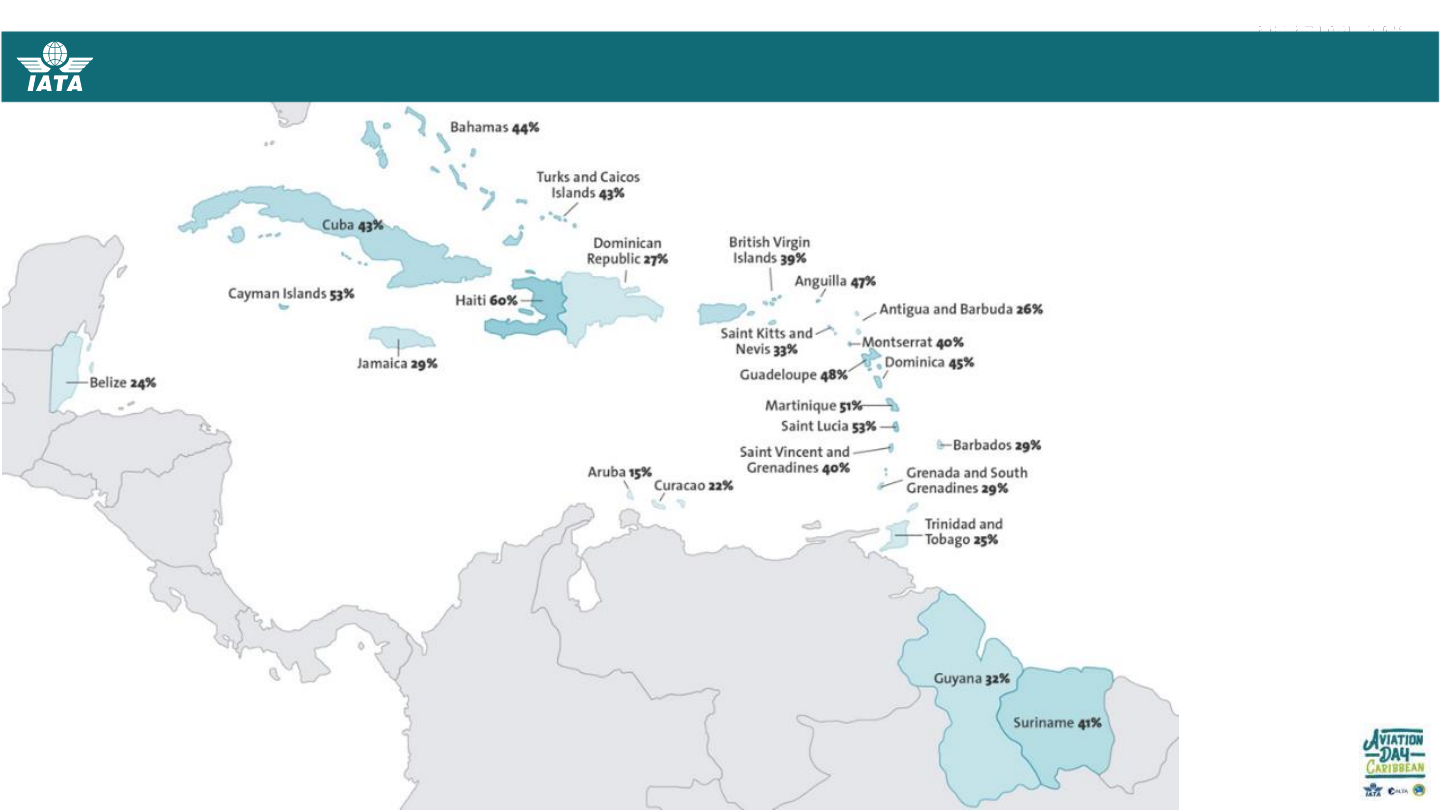 IATA
Bahamas 44%
Turks and Caicos
Islands 43%
Cuba 43%
Dominican
Republic 27%
British Virgin
Islands 39%
Anguilla 47%
Cayman Islands 53%
Haiti 60%
Antigua and Barbuda 26%
Saint Kitts and
Nevis 33%
Montserrat 40%
Jamaica 29%
Dominica 45%
Guadeloupe 48%
Belize 24%
Martinique 51%
Saint Lucia 53%
Barbados 29%
Saint Vincent and
Grenadines 40%
Aruba 15%
Curacao 22%
Grenada and South
Grenadines 29%
Trinidad and
Tobago 25%
Guyana 32%
Suriname 41%
AVIATION
DAY
CARIBBEAN
IATA
ALTA